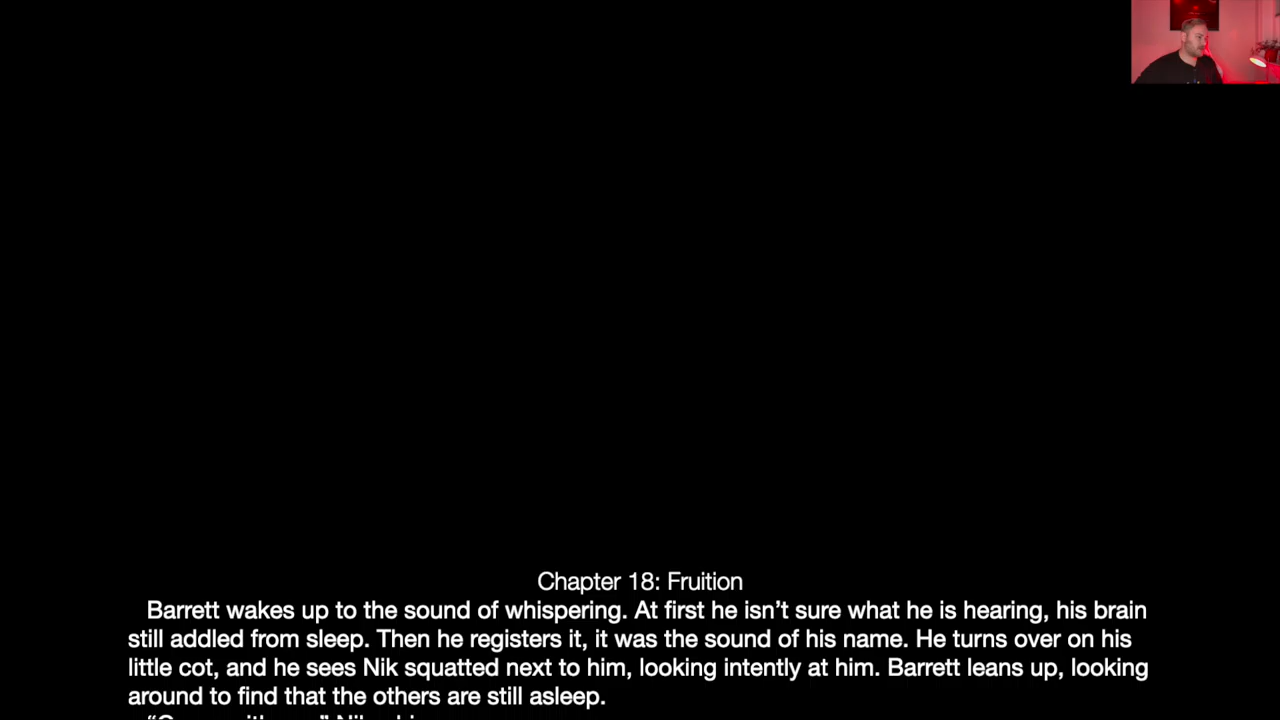 Chapter 18: Fruition
Barrett wakes up to the sound of whispering. At first he isn’t sure what he is hearing, his brain
still addled from sleep. Then he registers it, it was the sound of his name. He turns over on his
little cot, and he sees Nik squatted next to him, looking intently at him. Barrett leans up, looking
around to find that the others are still asleep.